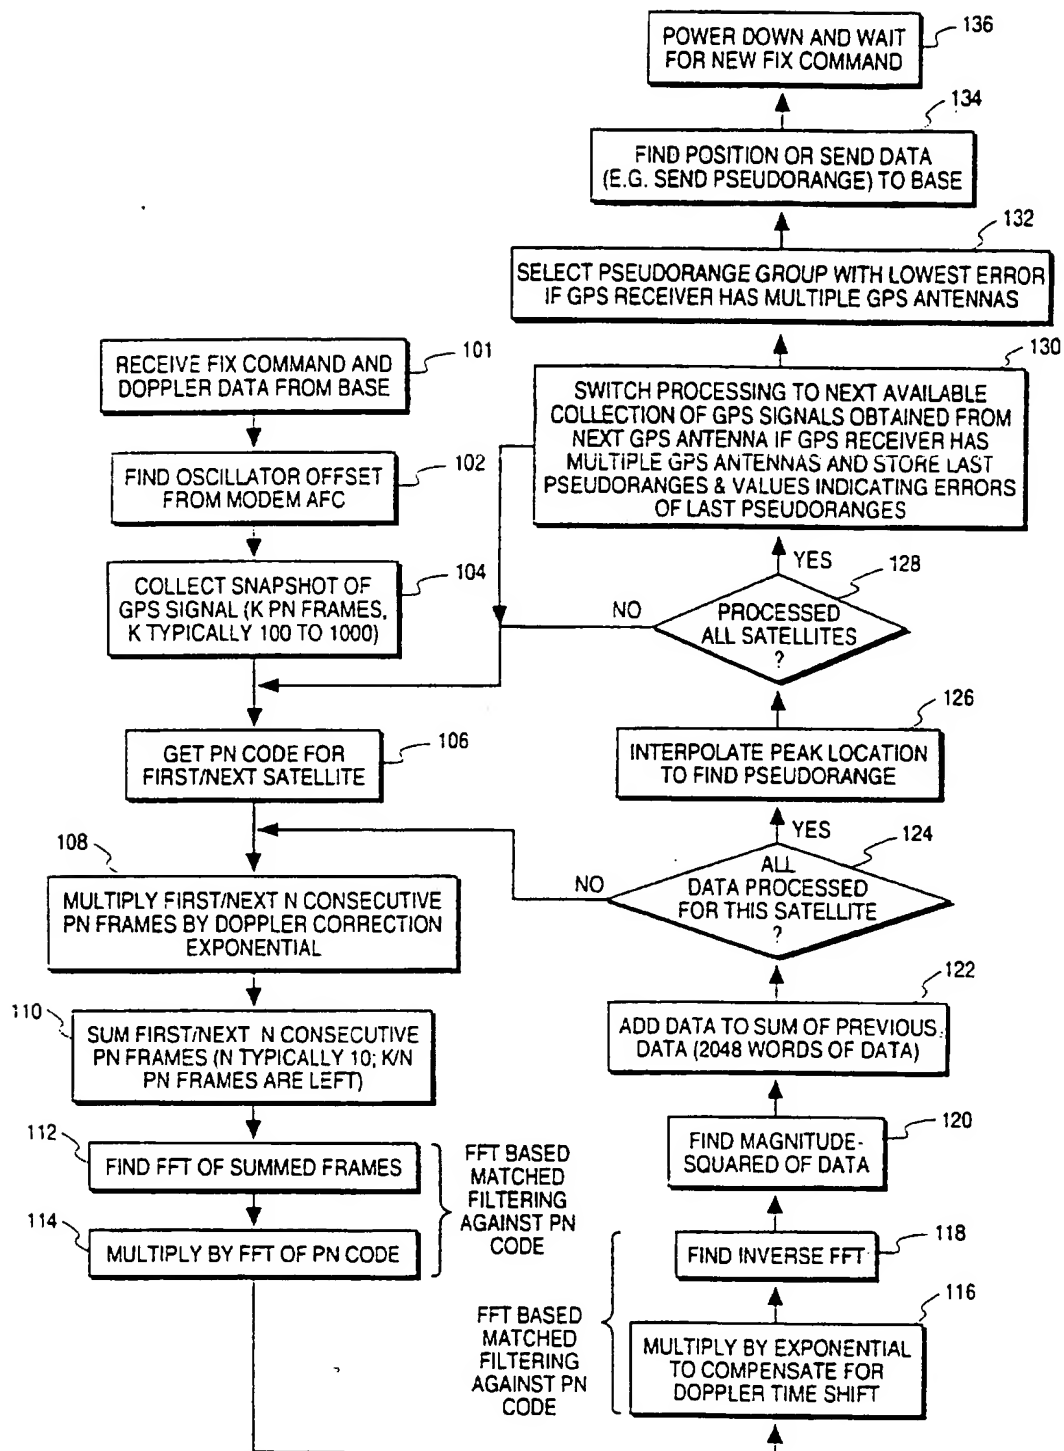 RECEIVE FIX COMMAND AND
DOPPLER DATA FROM BASE
101
FIND OSCILLATOR OFFSET
FROM MODEM AFC
102
COLLECT SNAPSHOT OF
GPS SIGNAL (K PN FRAMES,
K TYPICALLY 100 TO 1000)
104
GET PN CODE FOR
FIRST/NEXT SATELLITE
106
108
MULTIPLY FIRST/NEXT N CONSECUTIVE
PN FRAMES BY DOPPLER CORRECTION
EXPONENTIAL
110
SUM FIRST/NEXT N CONSECUTIVE
PN FRAMES (N TYPICALLY 10; K/N
PN FRAMES ARE LEFT)
112
FIND FFT OF SUMMED FRAMES
114
MULTIPLY BY FFT OF PN CODE
FFT BASED
MATCHED
FILTERING
AGAINST PN
CODE
FFT BASED
MATCHED
FILTERING
AGAINST PN
CODE
116
MULTIPLY BY EXPONENTIAL
TO COMPENSATE FOR
DOPPLER TIME SHIFT
FIND INVERSE FFT
118
FIND MAGNITUDE-
SQUARED OF DATA
120
122
ADD DATA TO SUM OF PREVIOUS
DATA (2048 WORDS OF DATA)
124
ALL
DATA PROCESSED
FOR THIS SATELLITE
?
NO
YES
126
INTERPOLATE PEAK LOCATION
TO FIND PSEUDORANGE
128
PROCESSED
ALL SATELLITES
?
NO
YES
130
SWITCH PROCESSING TO NEXT AVAILABLE
COLLECTION OF GPS SIGNALS OBTAINED FROM
NEXT GPS ANTENNA IF GPS RECEIVER HAS
MULTIPLE GPS ANTENNAS AND STORE LAST
PSEUDORANGES & VALUES INDICATING ERRORS
OF LAST PSEUDORANGES
132
SELECT PSEUDORANGE GROUP WITH LOWEST ERROR
IF GPS RECEIVER HAS MULTIPLE GPS ANTENNAS
134
FIND POSITION OR SEND DATA
(E.G. SEND PSEUDORANGE) TO BASE
136
POWER DOWN AND WAIT
FOR NEW FIX COMMAND